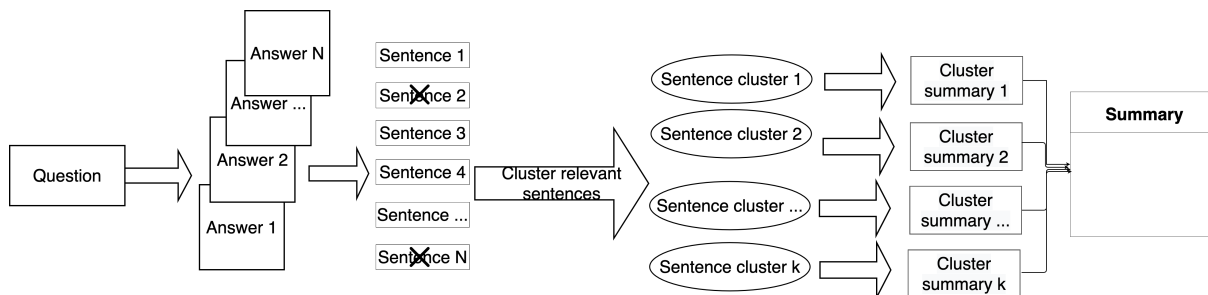 Question
Answer N
Answer ...
Answer 2
Answer 1
Sentence 1
Sentence 2
Sentence 3
Sentence 4
Sentence ...
Sentence N
Cluster relevant
sentences
Sentence cluster 1
Sentence cluster 2
Sentence cluster ...
Sentence cluster k
Cluster
summary 1
Cluster
summary 2
Cluster
summary ...
Cluster
summary k
Summary